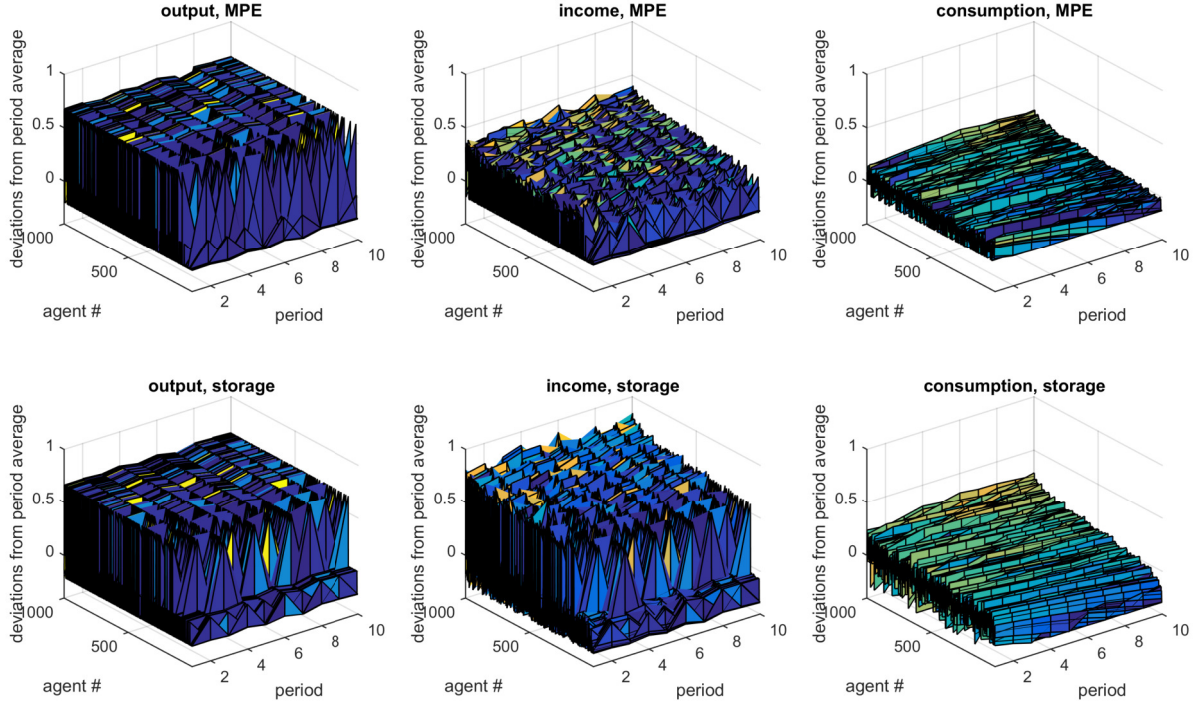 output, MPE
deviations from period average
1
0.5
0
1000
500
agent #
2
4
6
8
10
period
income, MPE
deviations from period average
1
0.5
0
1000
500
agent #
2
4
6
8
10
period
consumption, MPE
deviations from period average
1
0.5
0
1000
500
agent #
2
4
6
8
10
period
output, storage
deviations from period average
1
0.5
0
1000
500
agent #
2
4
6
8
10
period
income, storage
deviations from period average
1
0.5
0
1000
500
agent #
2
4
6
8
10
period
consumption, storage
deviations from period average
1
0.5
0
1000
500
agent #
2
4
6
8
10
period